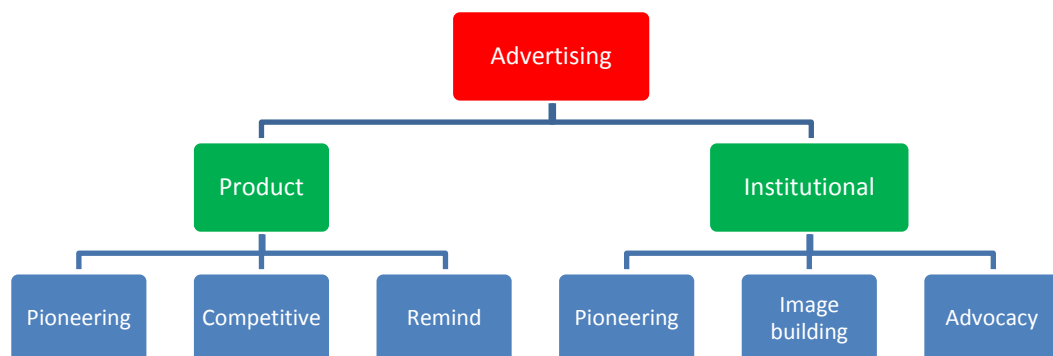 Advertising
Product
Institutional
Pioneering
Competitive
Remind
Pioneering
Image
building
Advocacy